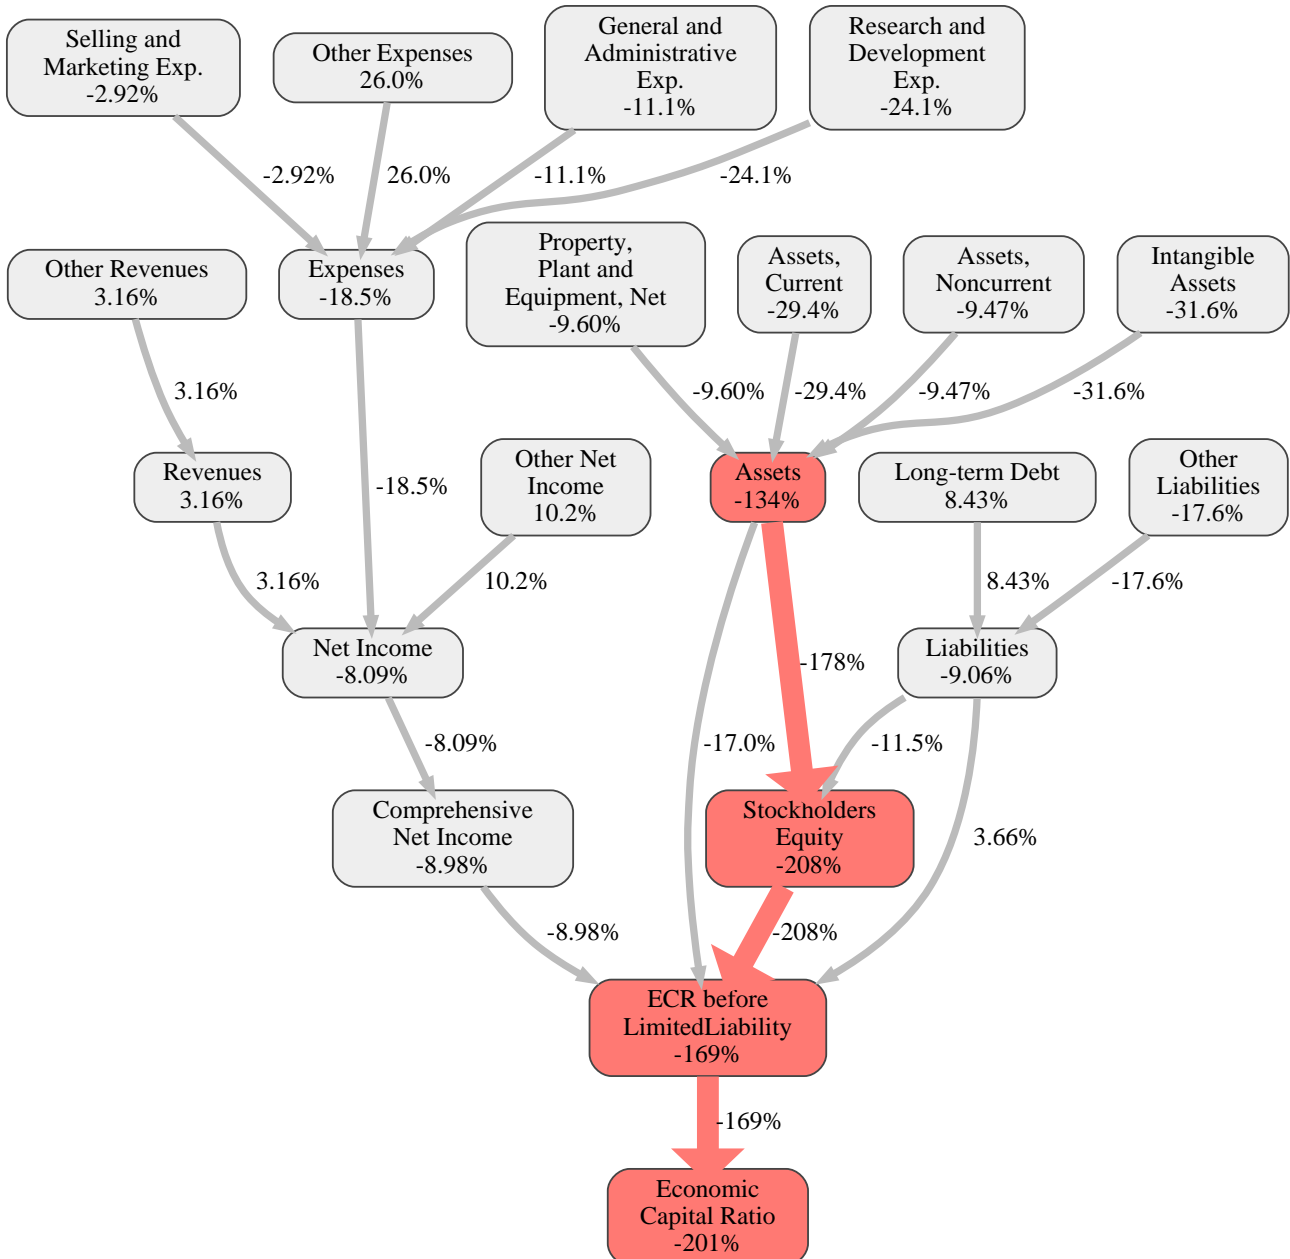 Selling and
Marketing Exp.
-2.92%
Other Expenses
26.0%
General and
Administrative
Exp.
-11.1%
Research and
Development
Exp.
-24.1%
-2.92%
26.0%
-11.1%
-24.1%
Other Revenues
3.16%
Expenses
-18.5%
Property,
Plant and
Equipment, Net
-9.60%
Assets,
Current
-29.4%
Assets,
Noncurrent
-9.47%
Intangible
Assets
-31.6%
3.16%
-9.60%
-29.4%
-9.47%
-31.6%
Revenues
3.16%
-18.5%
Other Net
Income
10.2%
Assets
-134%
Long-term Debt
8.43%
Other
Liabilities
-17.6%
3.16%
10.2%
8.43%
-17.6%
Net Income
-8.09%
-178%
Liabilities
-9.06%
-8.09%
-17.0%
-11.5%
Comprehensive
Net Income
-8.98%
Stockholders
Equity
-208%
3.66%
-8.98%
-208%
ECR before
LimitedLiability
-169%
-169%
Economic
Capital Ratio
-201%